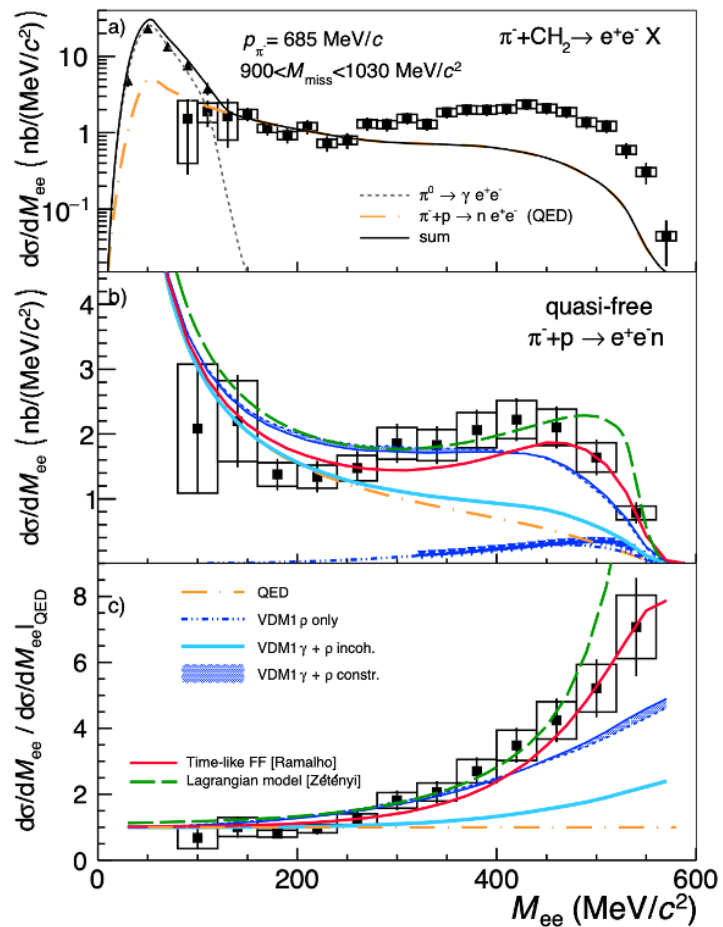 a)
p_π⁻ = 685 MeV/c
π⁻+CH₂→ e⁺e⁻ X
900<M_miss<1030 MeV/c²
dσ/dM_ee ( nb/(MeV/c²) )
10
1
10⁻¹
π⁰ → γ e⁺e⁻
π⁻+p → n e⁺e⁻ (QED)
sum
b)
quasi-free
π⁻+p → e⁺e⁻n
dσ/dM_ee ( nb/(MeV/c²) )
4
3
2
1
c)
dσ/dM_ee / dσ/dM_ee|_QED
8
6
4
2
0
QED
VDM1 ρ only
VDM1 γ + ρ incoh.
VDM1 γ + ρ constr.
Time-like FF [Ramalho]
Lagrangian model [Zétényi]
0 200 400 600
M_ee (MeV/c²)